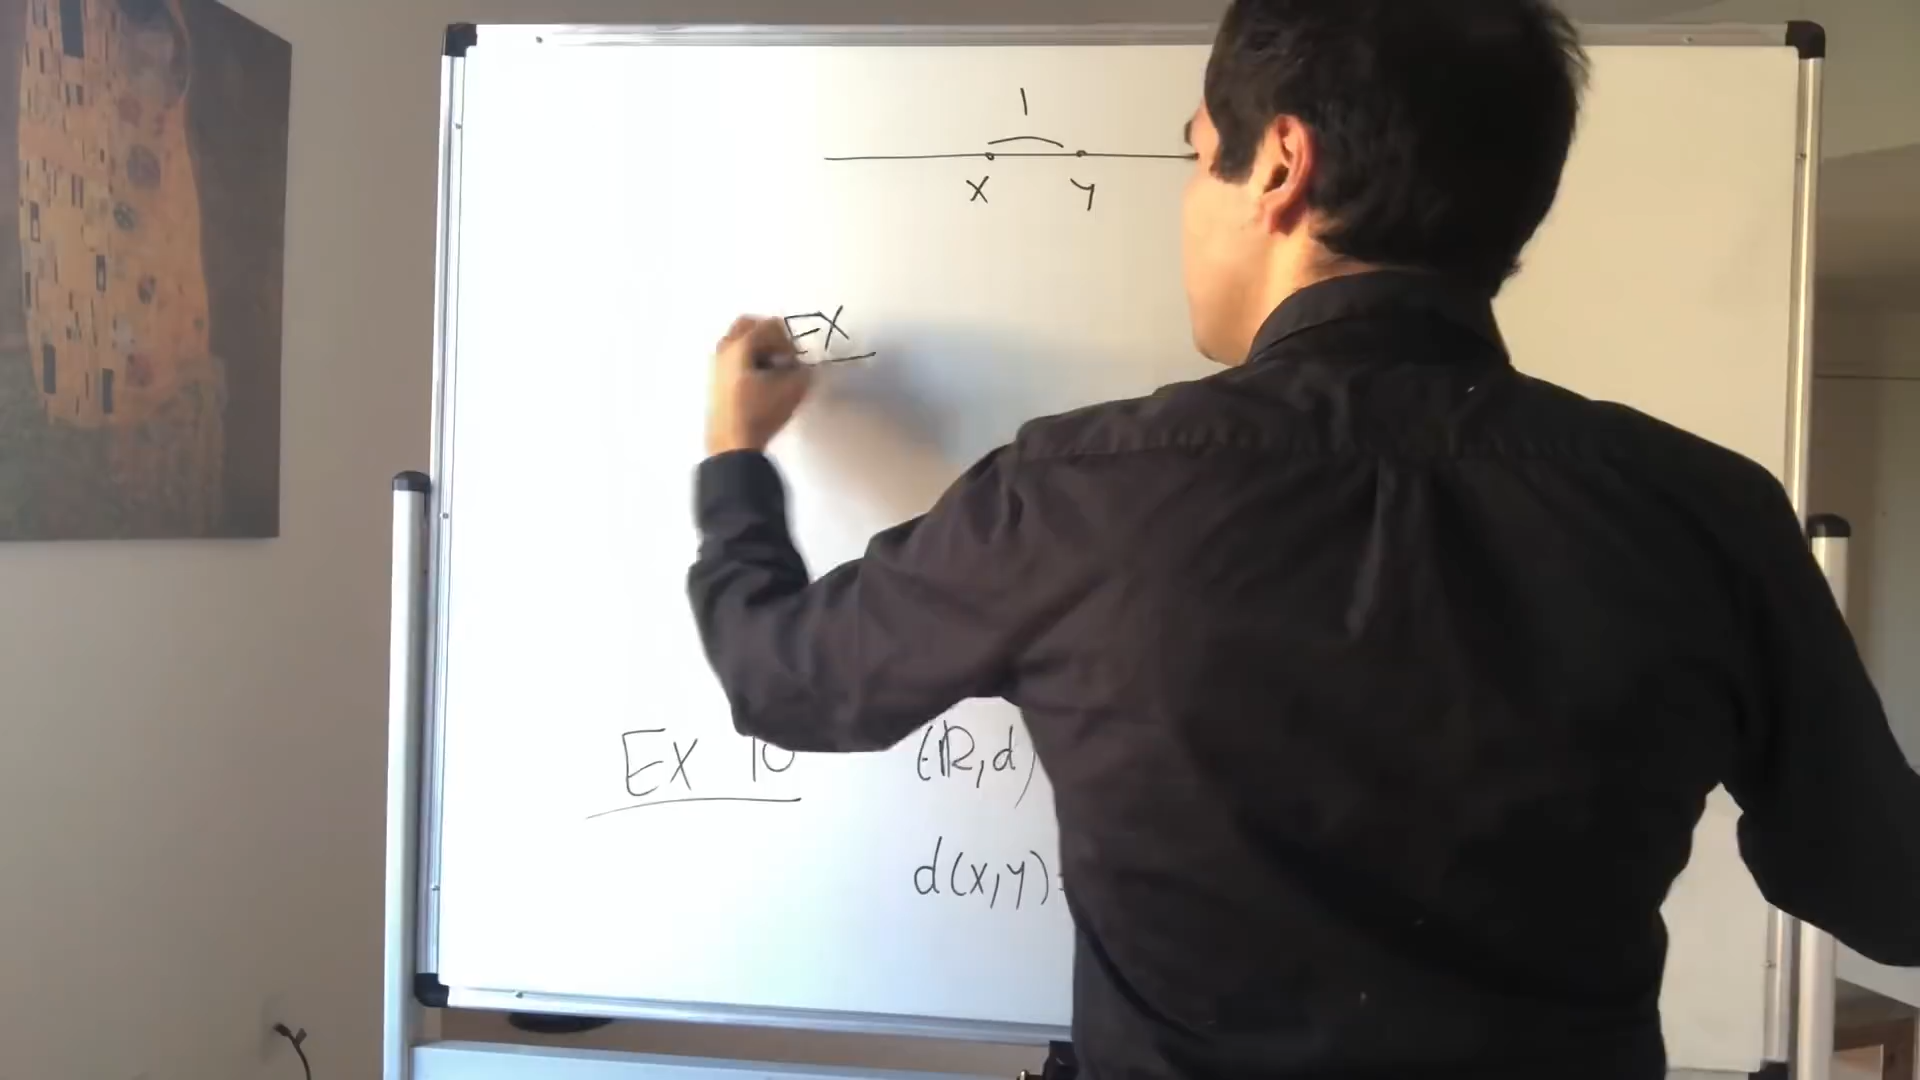 1
x y
EX
Ex 10 (ℝ,d)
d(x,y)=